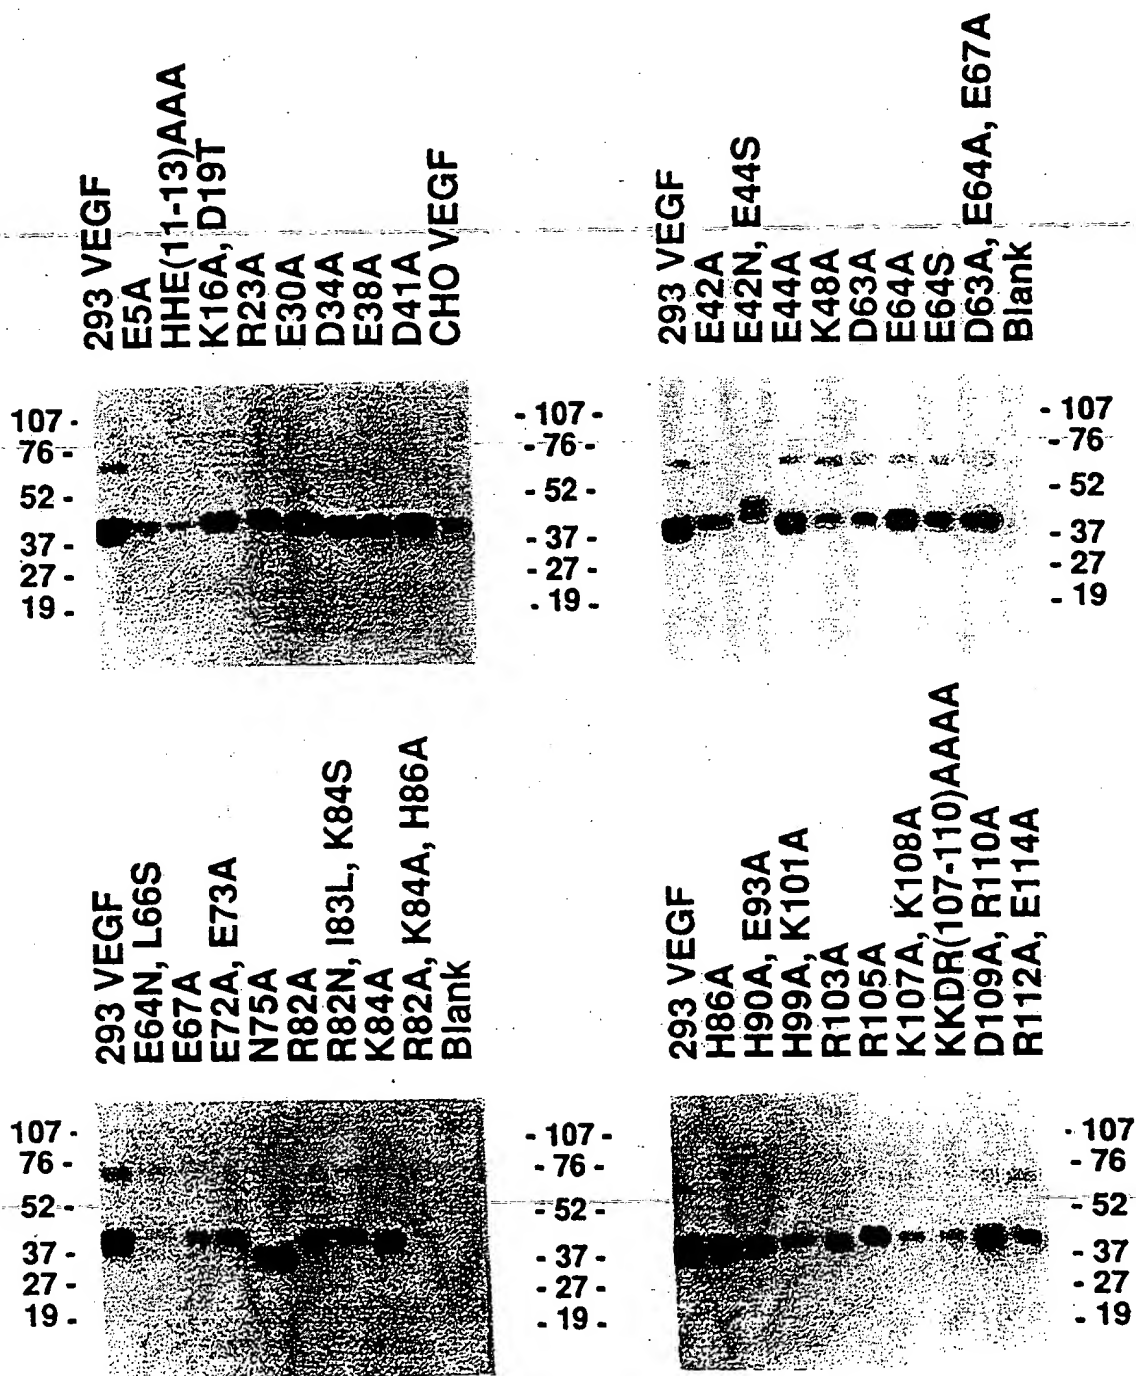 293 VEGF
E5A
HHE(11-13)AAA
K16A, D19T
R23A
E30A
D34A
E38A
D41A
CHO VEGF
107 -
76 -
52 -
37 -
27 -
19 -
293 VEGF
E42A
E42N, E44S
E44A
K48A
D63A
E64A
E64S
D63A, E64A, E67A
Blank
- 107 -
- 76 -
- 52 -
- 37 -
- 27 -
- 19 -
- 107
- 76
- 52
- 37
- 27
- 19
293 VEGF
E64N, L66S
E67A
E72A, E73A
N75A
R82A
R82N, I83L, K84S
K84A
R82A, K84A, H86A
Blank
107 -
76 -
52 -
37 -
27 -
19 -
293 VEGF
H86A
H90A, E93A
H99A, K101A
R103A
R105A
K107A, K108A
KKDR(107-110)AAAA
D109A, R110A
R112A, E114A
- 107 -
- 76 -
- 52 -
- 37 -
- 27 -
- 19 -
- 107
- 76
- 52
- 37
- 27
- 19